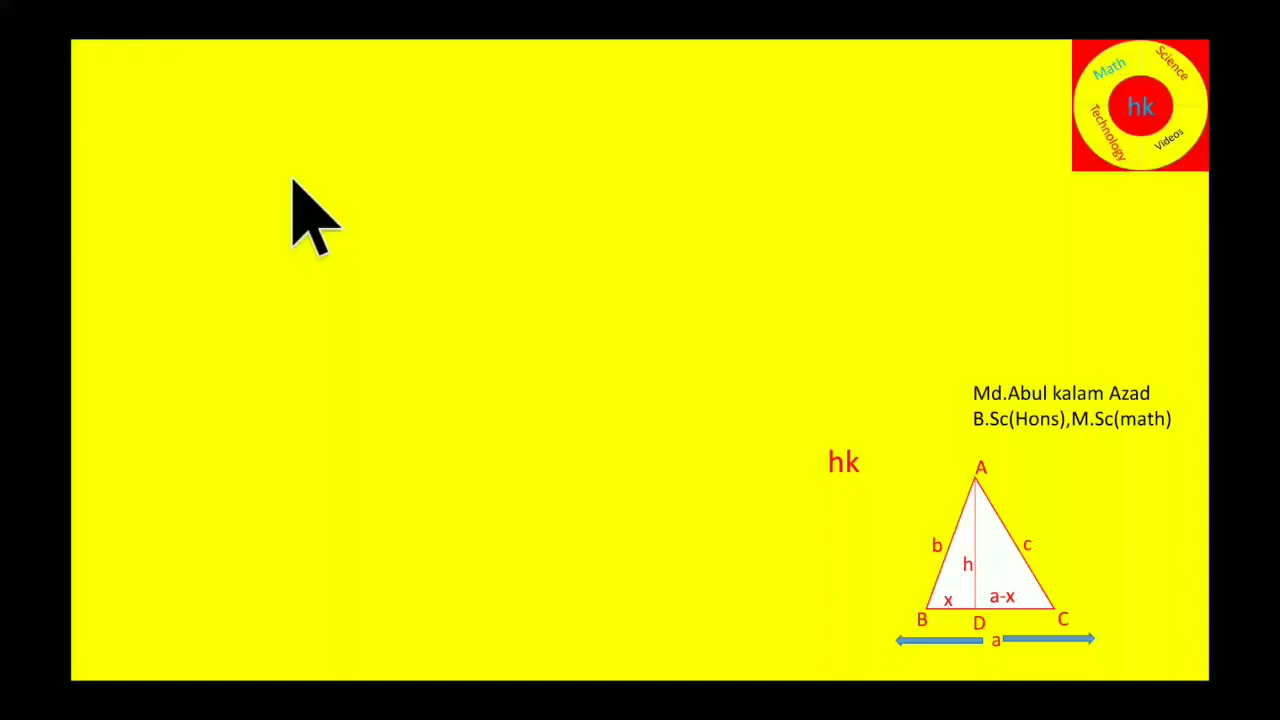 Math
Science
hk
Technology
Videos
Md.Abul kalam Azad
B.Sc(Hons),M.Sc(math)
hk
A
b
c
h
x
a-x
B
D
C
a